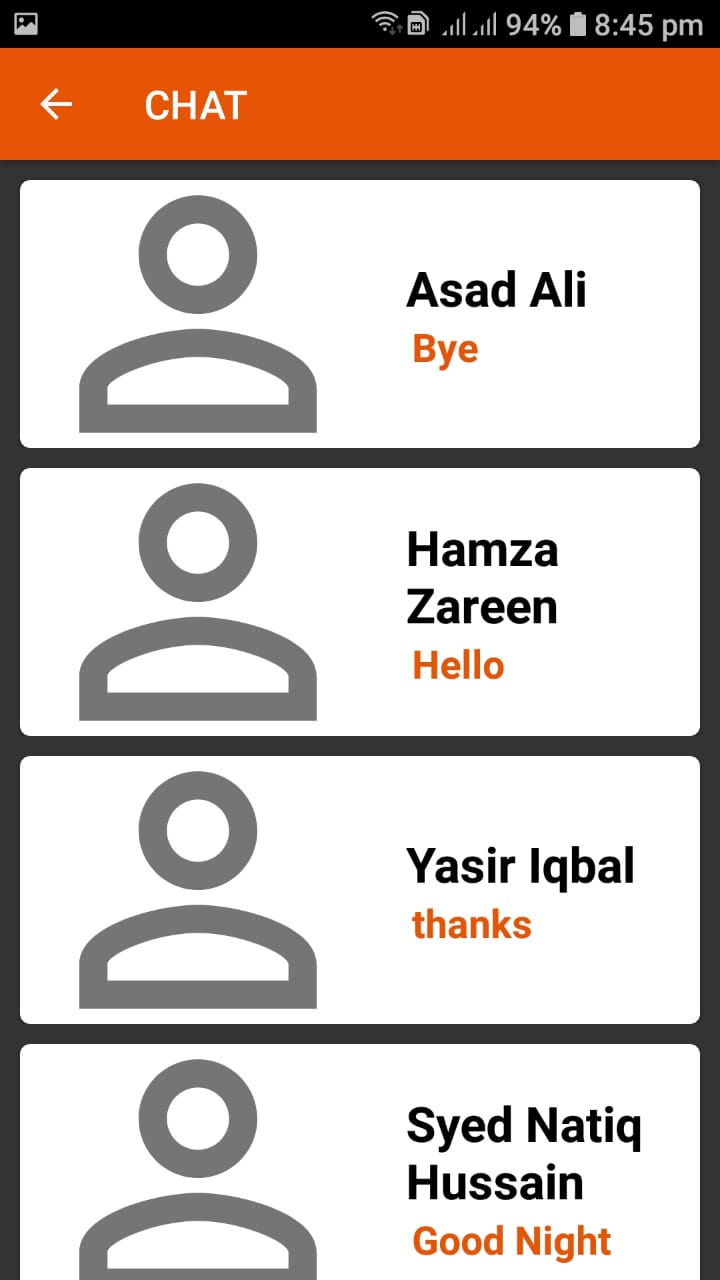 94% 8:45 pm
CHAT
Asad Ali
Bye
Hamza
Zareen
Hello
Yasir Iqbal
thanks
Syed Natiq
Hussain
Good Night